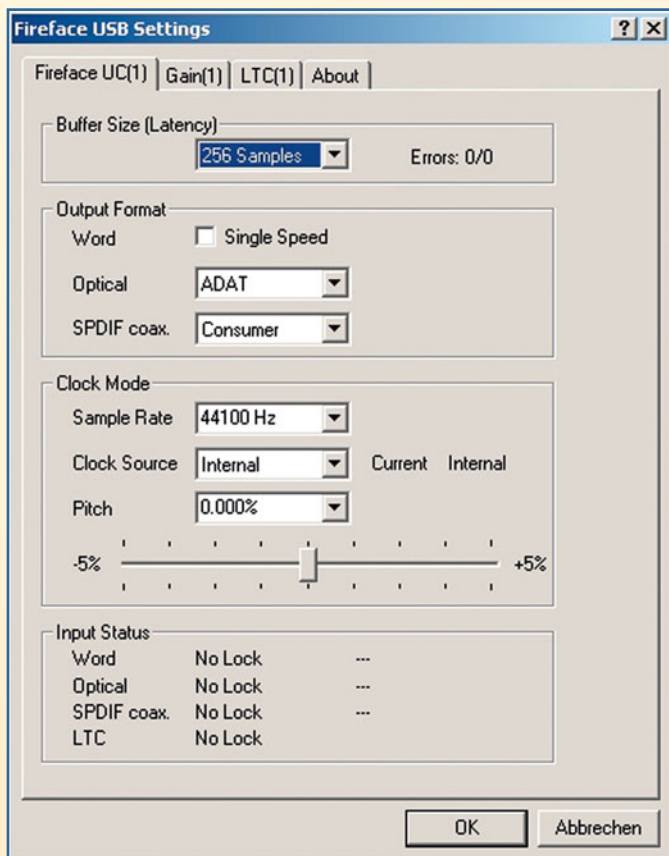 Fireface USB Settings
Fireface UC(1) Gain(1) LTC(1) About
Buffer Size (Latency)
256 Samples Errors: 0/0
Output Format
Word Single Speed
Optical ADAT
SPDIF coax. Consumer
Clock Mode
Sample Rate 44100 Hz
Clock Source Internal Current Internal
Pitch 0.000%
-5% +5%
Input Status
Word No Lock ---
Optical No Lock ---
SPDIF coax. No Lock ---
LTC No Lock
OK Abbrechen